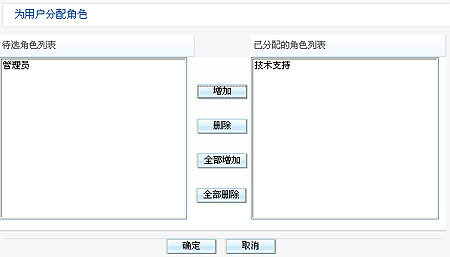 为用户分配角色
待选角色列表
已分配的角色列表
管理员
技术支持
增加
删除
全部增加
全部删除
确定
取消